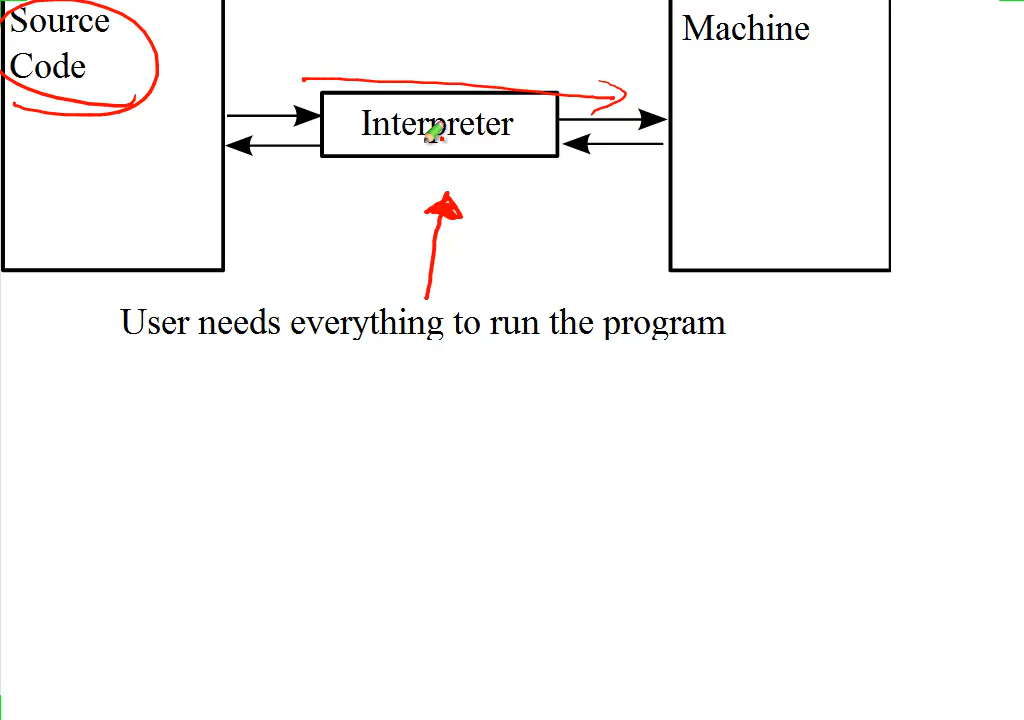 Source
Code
Machine
Interpreter
User needs everything to run the program